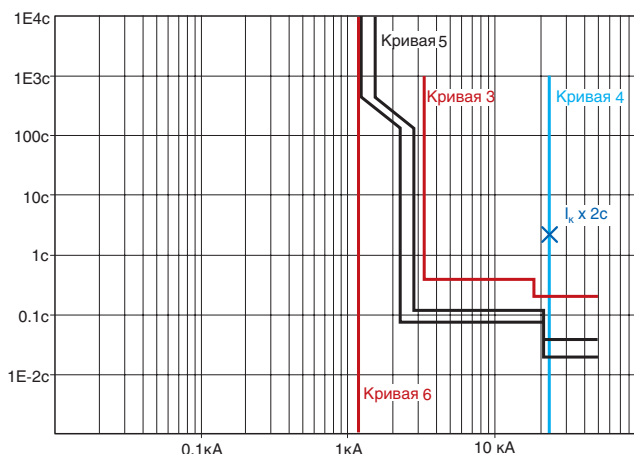 1E4c
Кривая 5
1E3c
Кривая 3
Кривая 4
100c
10c
Iк x 2c
1c
0.1c
1E-2c
Кривая 6
0.1кА
1кА
10 кА